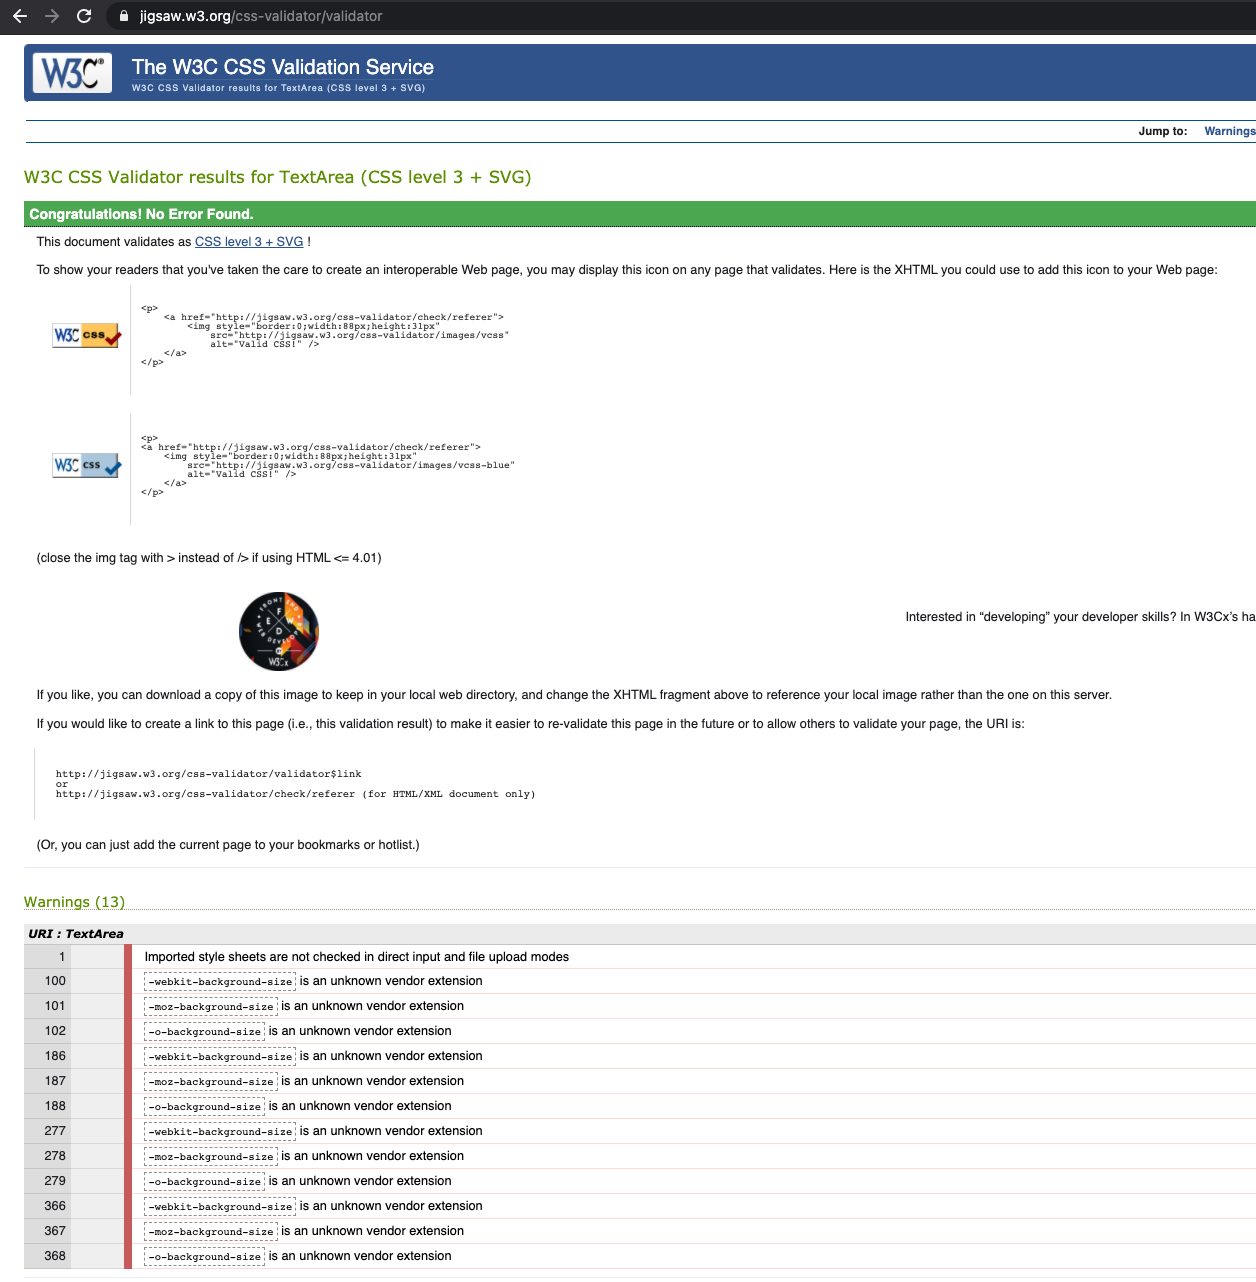 jigsaw.w3.org/css-validator/validator
W3C®
The W3C CSS Validation Service
W3C CSS Validator results for TextArea (CSS level 3 + SVG)
Jump to: Warnings
W3C CSS Validator results for TextArea (CSS level 3 + SVG)
Congratulations! No Error Found.
This document validates as CSS level 3 + SVG !
To show your readers that you've taken the care to create an interoperable Web page, you may display this icon on any page that validates. Here is the XHTML you could use to add this icon to your Web page:
W3C css
<p>
<a href="http://jigsaw.w3.org/css-validator/check/referer">
<img style="border:0;width:88px;height:31px"
src="http://jigsaw.w3.org/css-validator/images/vcss"
alt="Valid CSS!" />
</a>
</p>
W3C css
<p>
<a href="http://jigsaw.w3.org/css-validator/check/referer">
<img style="border:0;width:88px;height:31px"
src="http://jigsaw.w3.org/css-validator/images/vcss-blue"
alt="Valid CSS!" />
</a>
</p>
(close the img tag with > instead of /> if using HTML <= 4.01)
FRONT END
F E W D
WEB DEVELOPER
W3Cx
Interested in “developing” your developer skills? In W3Cx’s ha
If you like, you can download a copy of this image to keep in your local web directory, and change the XHTML fragment above to reference your local image rather than the one on this server.
If you would like to create a link to this page (i.e., this validation result) to make it easier to re-validate this page in the future or to allow others to validate your page, the URI is:
http://jigsaw.w3.org/css-validator/validator$link
or
http://jigsaw.w3.org/css-validator/check/referer (for HTML/XML document only)
(Or, you can just add the current page to your bookmarks or hotlist.)
Warnings (13)
URI : TextArea
1 Imported style sheets are not checked in direct input and file upload modes
100 -webkit-background-size is an unknown vendor extension
101 -moz-background-size is an unknown vendor extension
102 -o-background-size is an unknown vendor extension
186 -webkit-background-size is an unknown vendor extension
187 -moz-background-size is an unknown vendor extension
188 -o-background-size is an unknown vendor extension
277 -webkit-background-size is an unknown vendor extension
278 -moz-background-size is an unknown vendor extension
279 -o-background-size is an unknown vendor extension
366 -webkit-background-size is an unknown vendor extension
367 -moz-background-size is an unknown vendor extension
368 -o-background-size is an unknown vendor extension